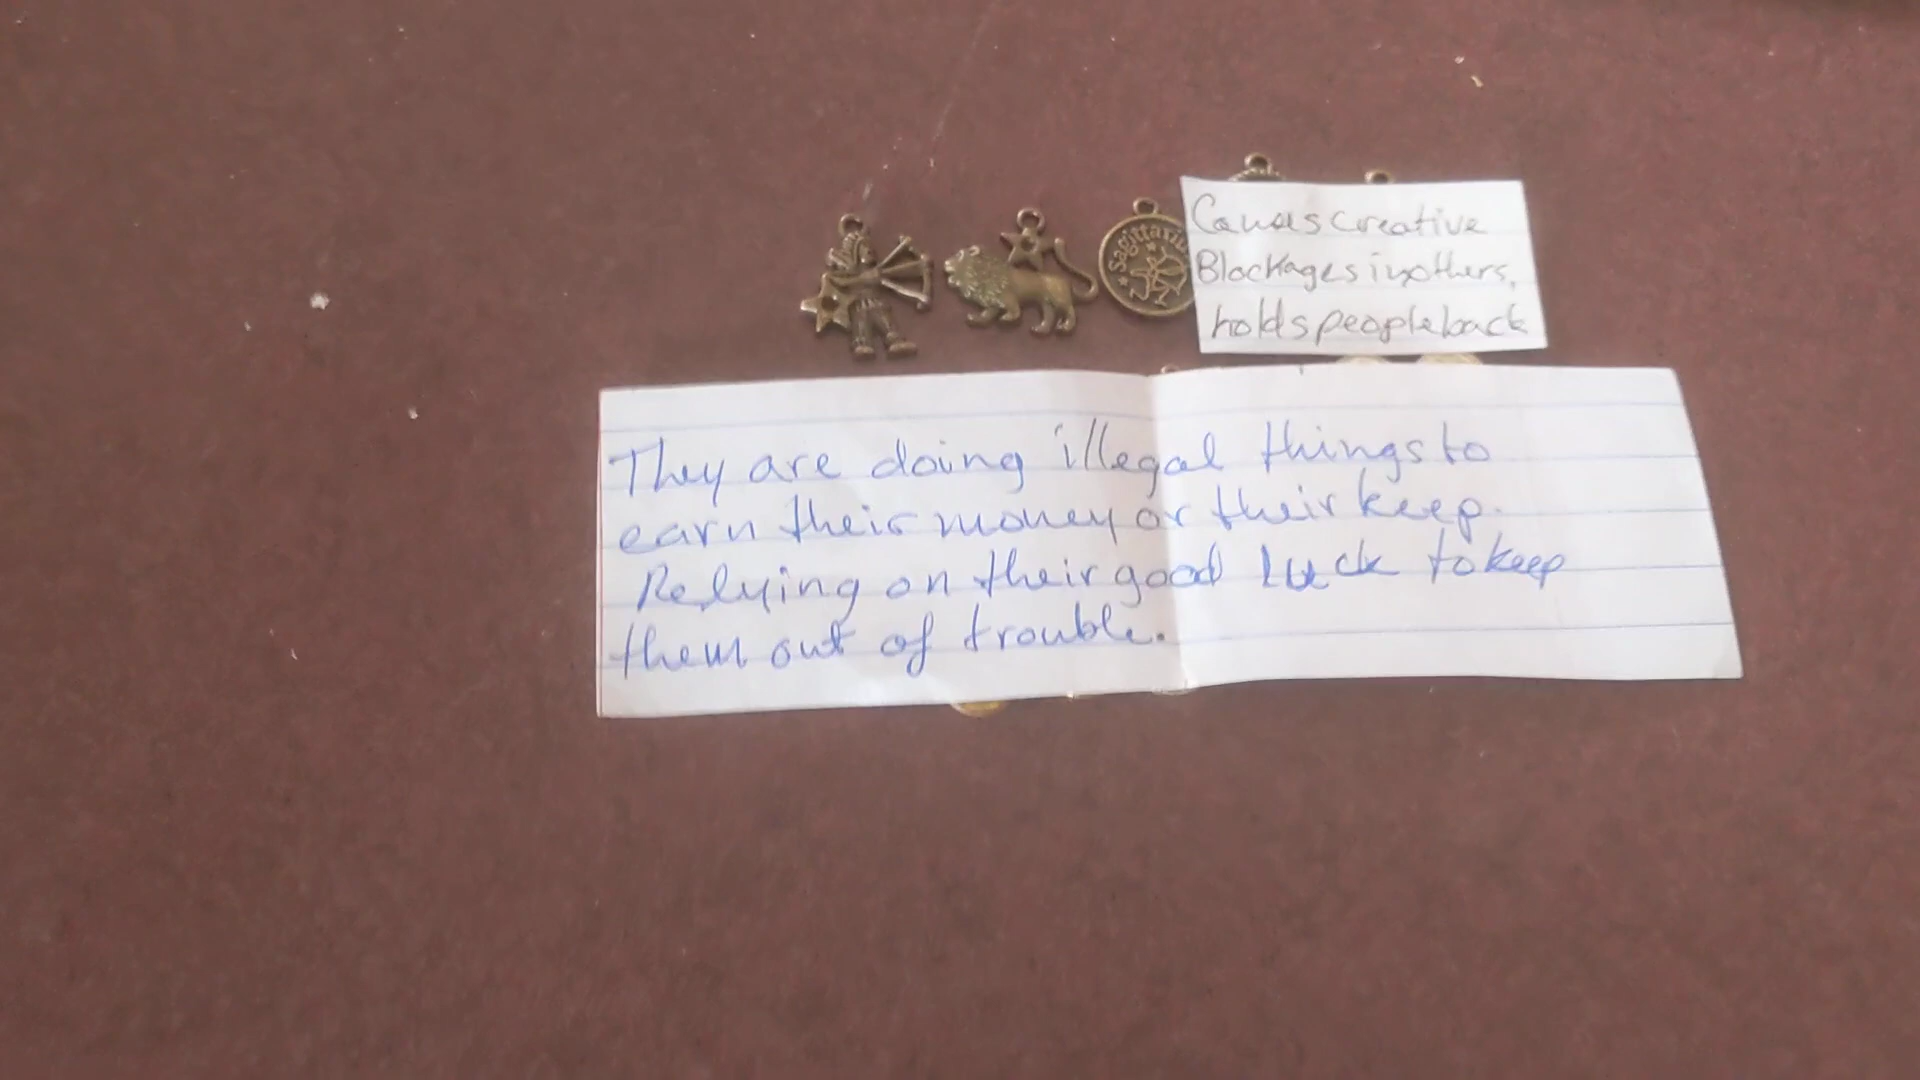 Sagittarius
Causes creative
Blockages in others,
holds people back
They are doing illegal things to
earn their money or their keep.
Relying on their good luck to keep
them out of trouble.